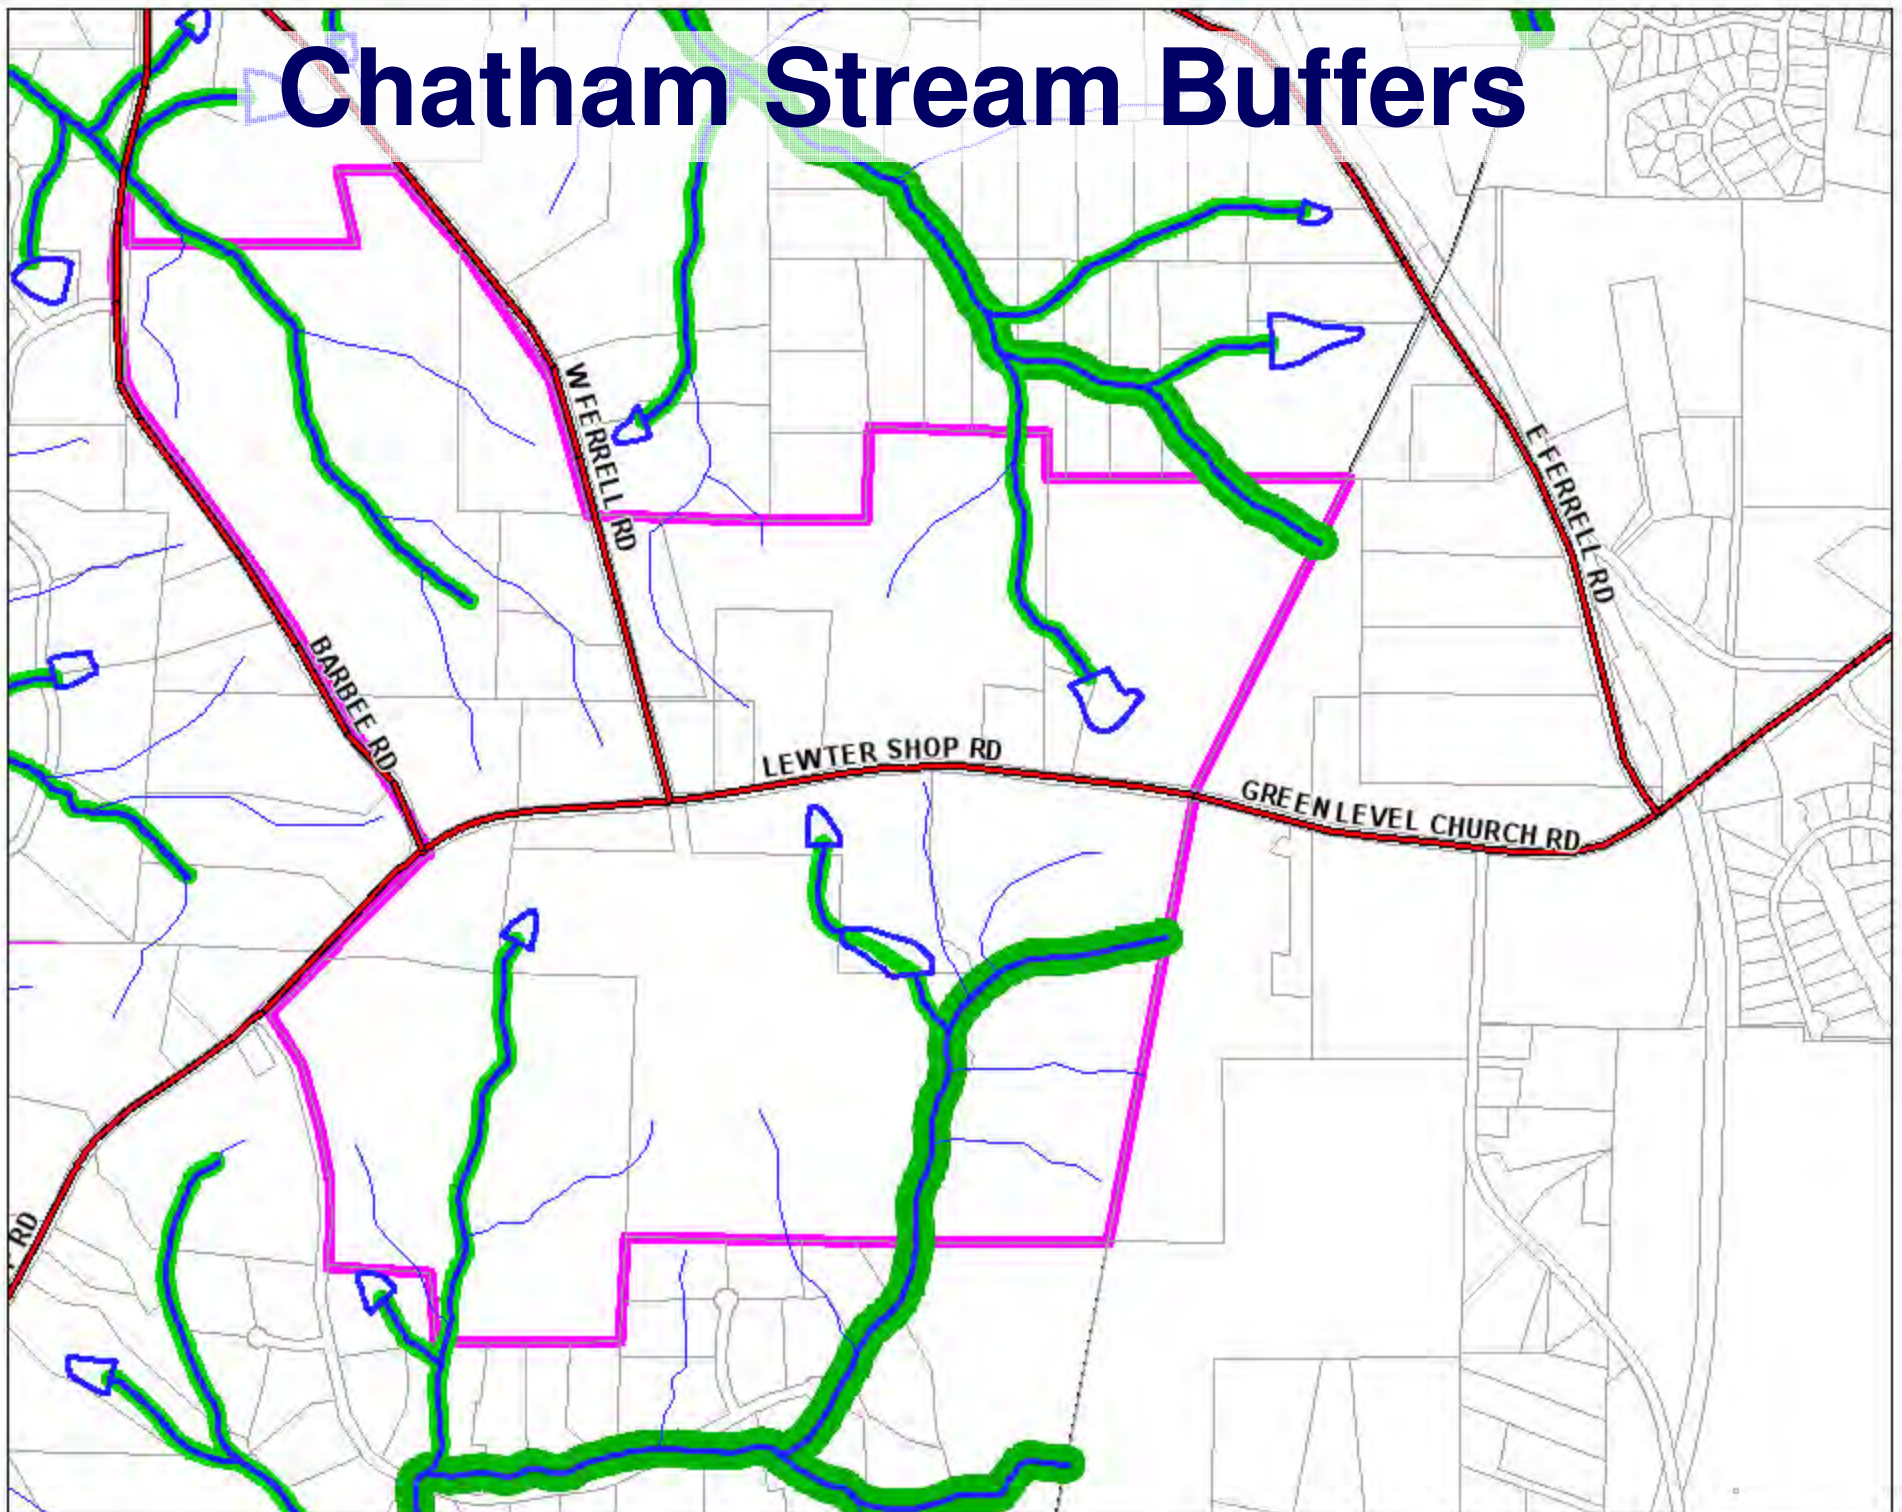 Chatham Stream Buffers
W FERRELL RD
E FERRELL RD
BARBEE RD
LEWTER SHOP RD
GREEN LEVEL CHURCH RD
RD